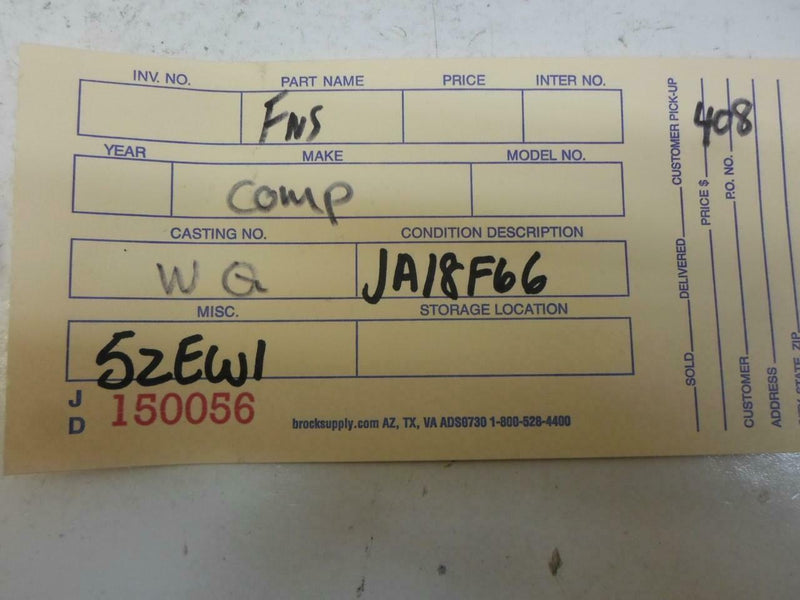 INV. NO. PART NAME PRICE INTER NO.
FNS
YEAR MAKE MODEL NO.
Comp
CASTING NO. CONDITION DESCRIPTION
W G JA18F66
MISC. STORAGE LOCATION
52EW1
J D 150056
brocksupply.com AZ, TX, VA ADS0730 1-800-528-4400
SOLD DELIVERED CUSTOMER PICK-UP
PRICE $ 408
CUSTOMER P.O. NO.
ADDRESS
STATE, ZIP